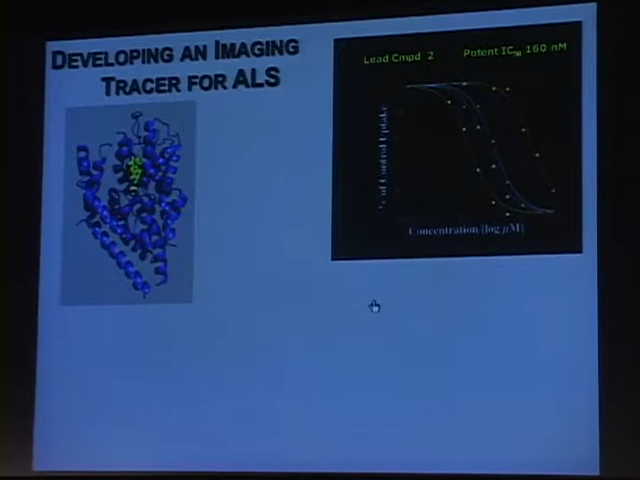 DEVELOPING AN IMAGING
TRACER FOR ALS
Lead Cmpd 2
Potent IC50 160 nM
% of Control Uptake
Concentration [log μM]